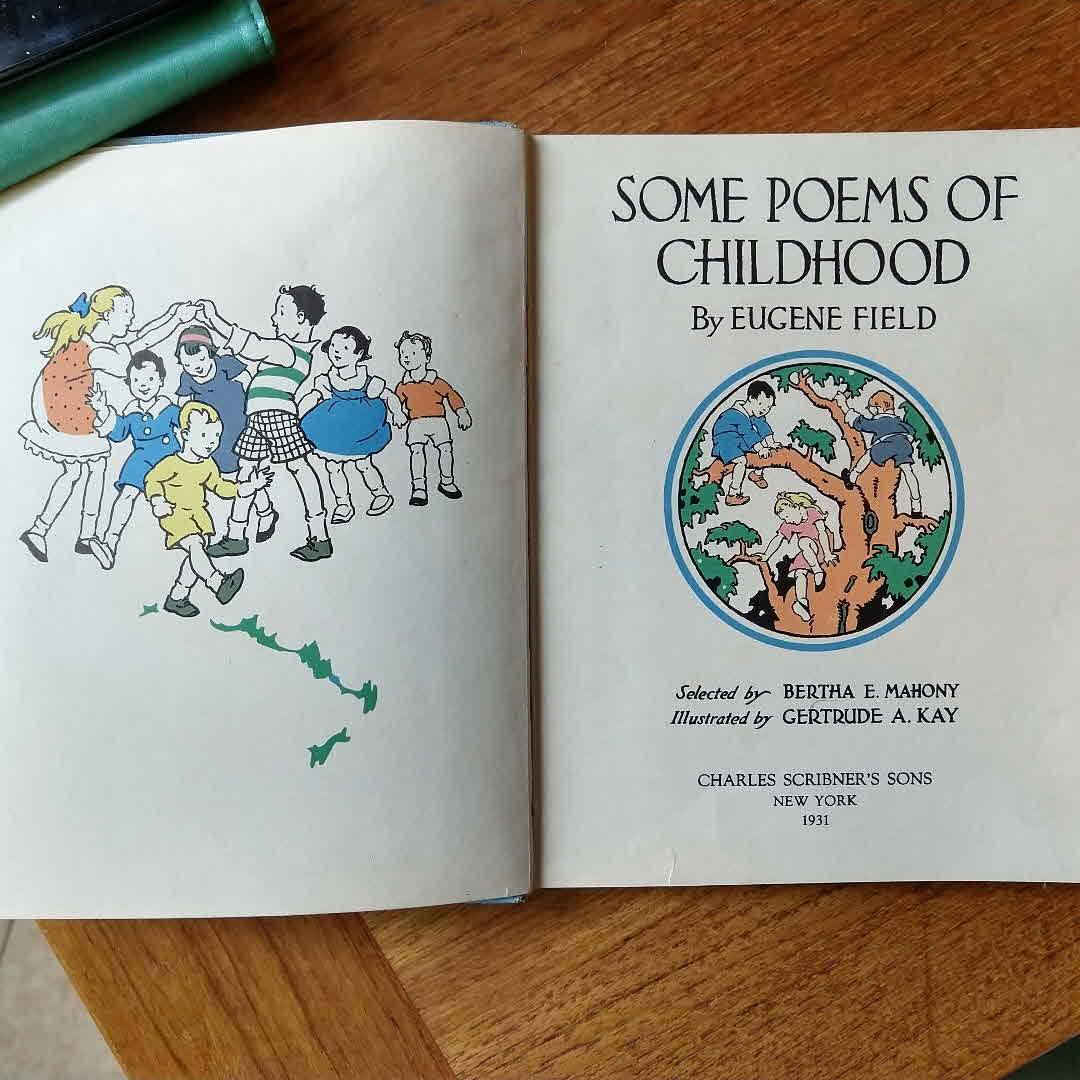 SOME POEMS OF
CHILDHOOD
By EUGENE FIELD
Selected by BERTHA E. MAHONY
Illustrated by GERTRUDE A. KAY
CHARLES SCRIBNER'S SONS
NEW YORK
1931